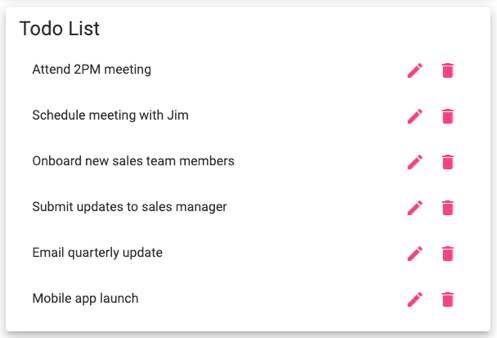 Todo List
Attend 2PM meeting
Schedule meeting with Jim
Onboard new sales team members
Submit updates to sales manager
Email quarterly update
Mobile app launch